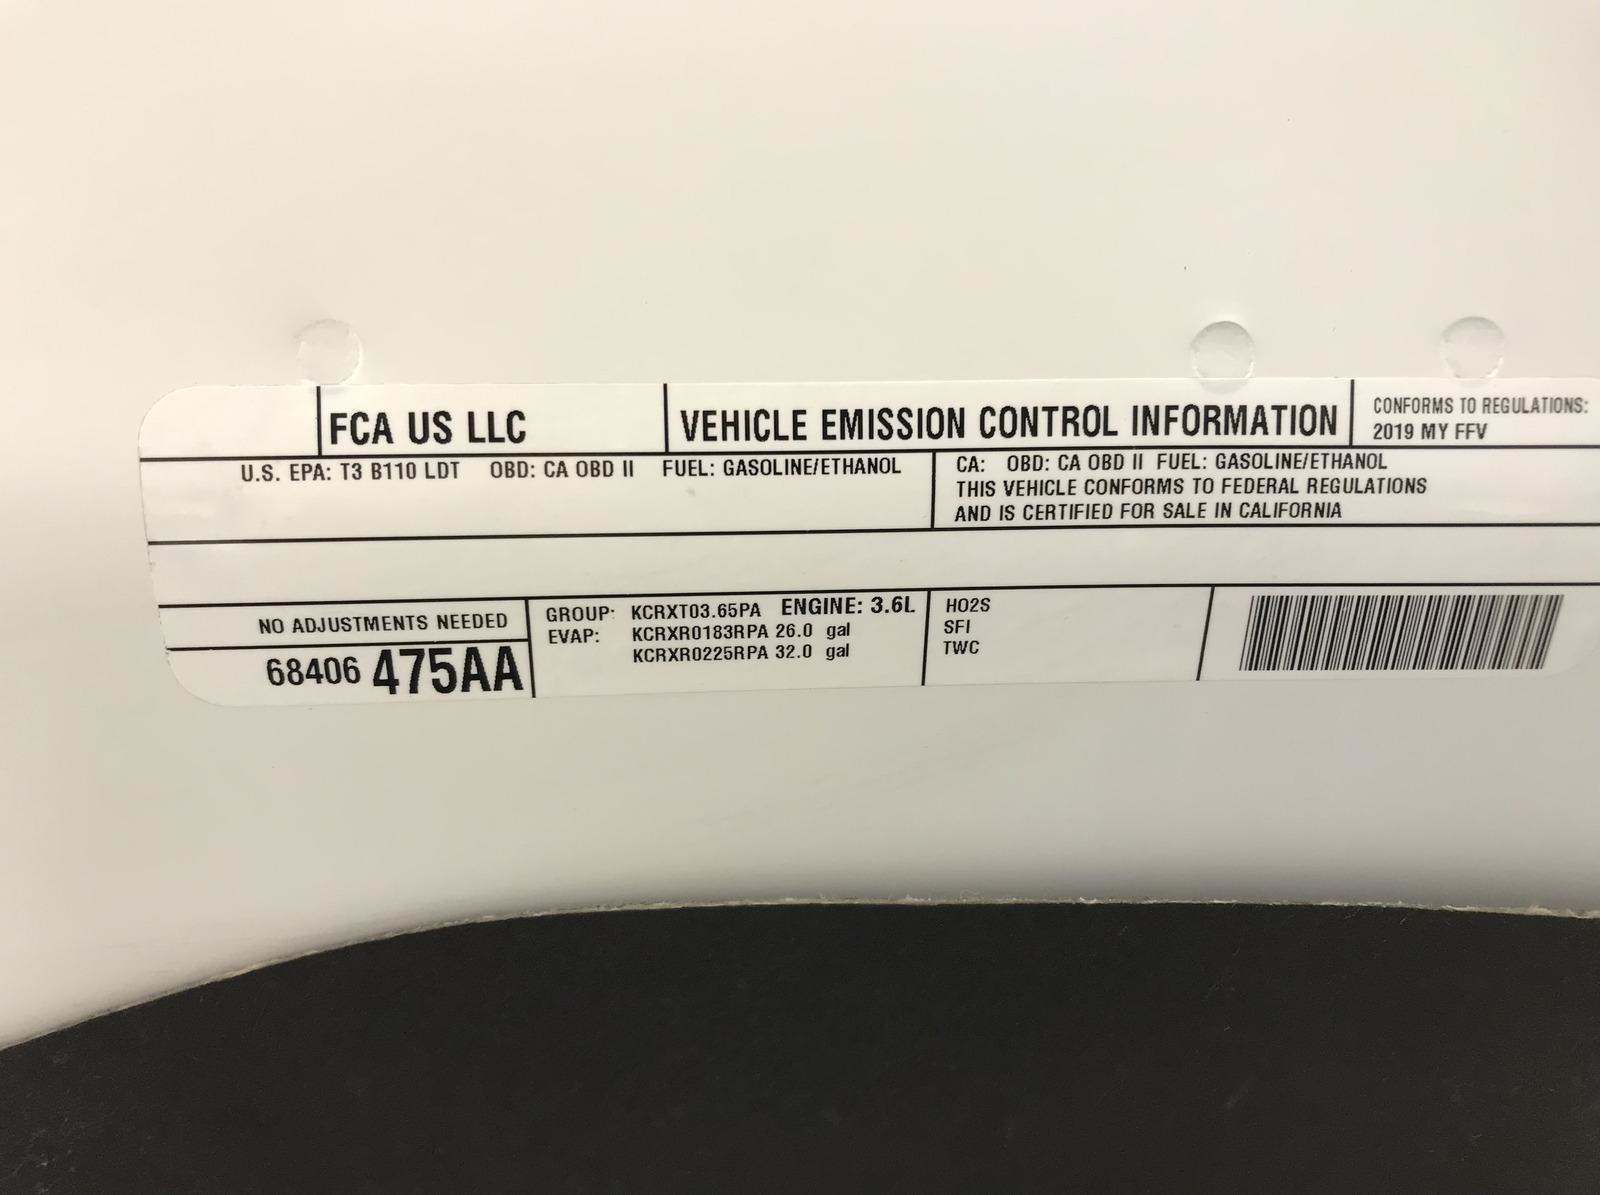 FCA US LLC
VEHICLE EMISSION CONTROL INFORMATION
CONFORMS TO REGULATIONS:
2019 MY FFV
U.S. EPA: T3 B110 LDT OBD: CA OBD II FUEL: GASOLINE/ETHANOL
CA: OBD: CA OBD II FUEL: GASOLINE/ETHANOL
THIS VEHICLE CONFORMS TO FEDERAL REGULATIONS
AND IS CERTIFIED FOR SALE IN CALIFORNIA
NO ADJUSTMENTS NEEDED
68406 475AA
GROUP: KCRXT03.65PA ENGINE: 3.6L
EVAP: KCRXR0183RPA 26.0 gal
KCRXR0225RPA 32.0 gal
HO2S
SFI
TWC